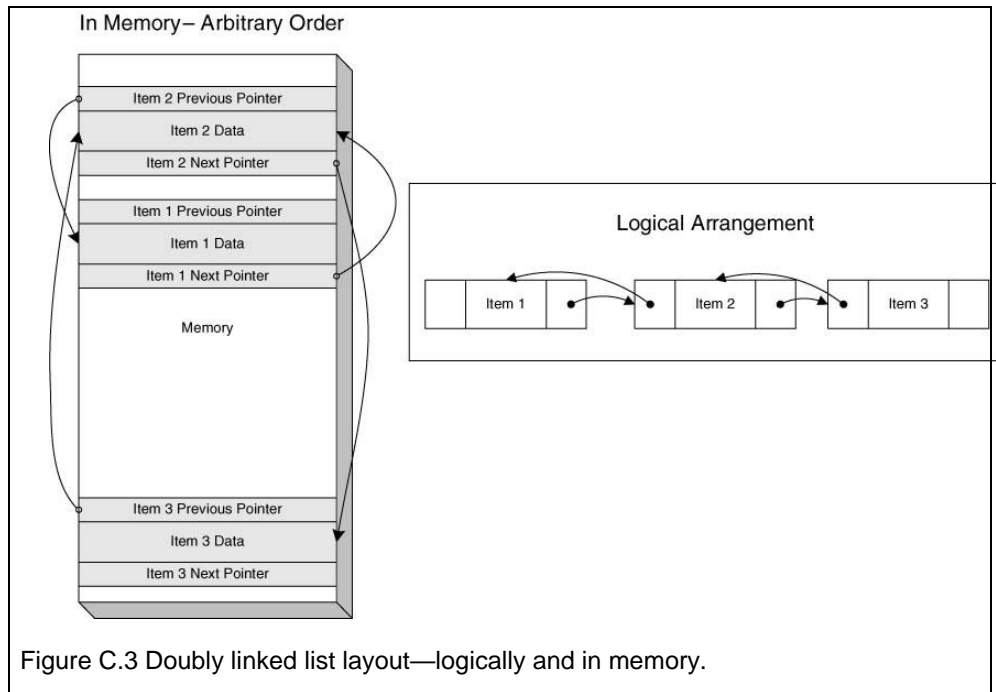 In Memory– Arbitrary Order
Item 2 Previous Pointer
Item 2 Data
Item 2 Next Pointer
Item 1 Previous Pointer
Item 1 Data
Item 1 Next Pointer
Memory
Item 3 Previous Pointer
Item 3 Data
Item 3 Next Pointer
Logical Arrangement
Item 1
Item 2
Item 3
Figure C.3 Doubly linked list layout—logically and in memory.